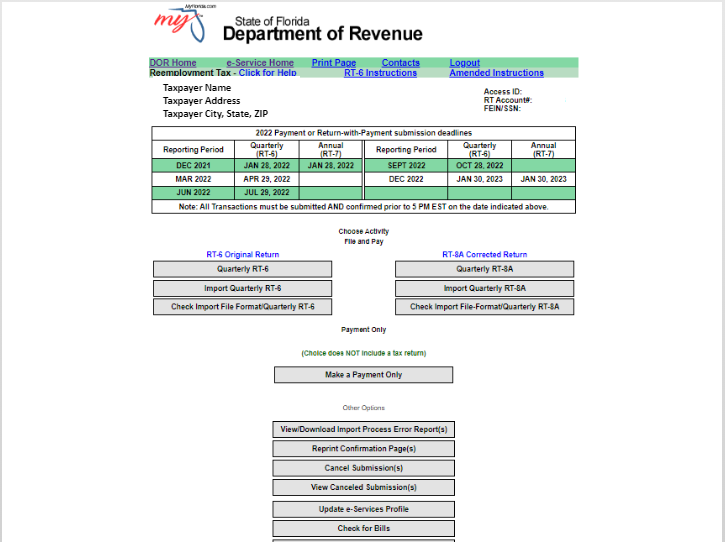 MyFlorida.com
my
State of Florida
Department of Revenue
DOR Home e-Service Home Print Page Contacts Logout
Reemployment Tax - Click for Help RT-6 Instructions Amended Instructions
Taxpayer Name
Taxpayer Address
Taxpayer City, State, ZIP
Access ID:
RT Account#:
FEIN/SSN:
2022 Payment or Return-with-Payment submission deadlines
Reporting Period Quarterly (RT-6) Annual (RT-7) Reporting Period Quarterly (RT-6) Annual (RT-7)
DEC 2021 JAN 28, 2022 JAN 28, 2022 SEPT 2022 OCT 28, 2022
MAR 2022 APR 29, 2022 DEC 2022 JAN 30, 2023 JAN 30, 2023
JUN 2022 JUL 29, 2022
Note: All Transactions must be submitted AND confirmed prior to 5 PM EST on the date indicated above.
Choose Activity
File and Pay
RT-6 Original Return RT-8A Corrected Return
Quarterly RT-6 Quarterly RT-8A
Import Quarterly RT-6 Import Quarterly RT-8A
Check Import File Format/Quarterly RT-6 Check Import File-Format/Quarterly RT-8A
Payment Only
(Choice does NOT include a tax return)
Make a Payment Only
Other Options
View/Download Import Process Error Report(s)
Reprint Confirmation Page(s)
Cancel Submission(s)
View Canceled Submission(s)
Update e-Services Profile
Check for Bills